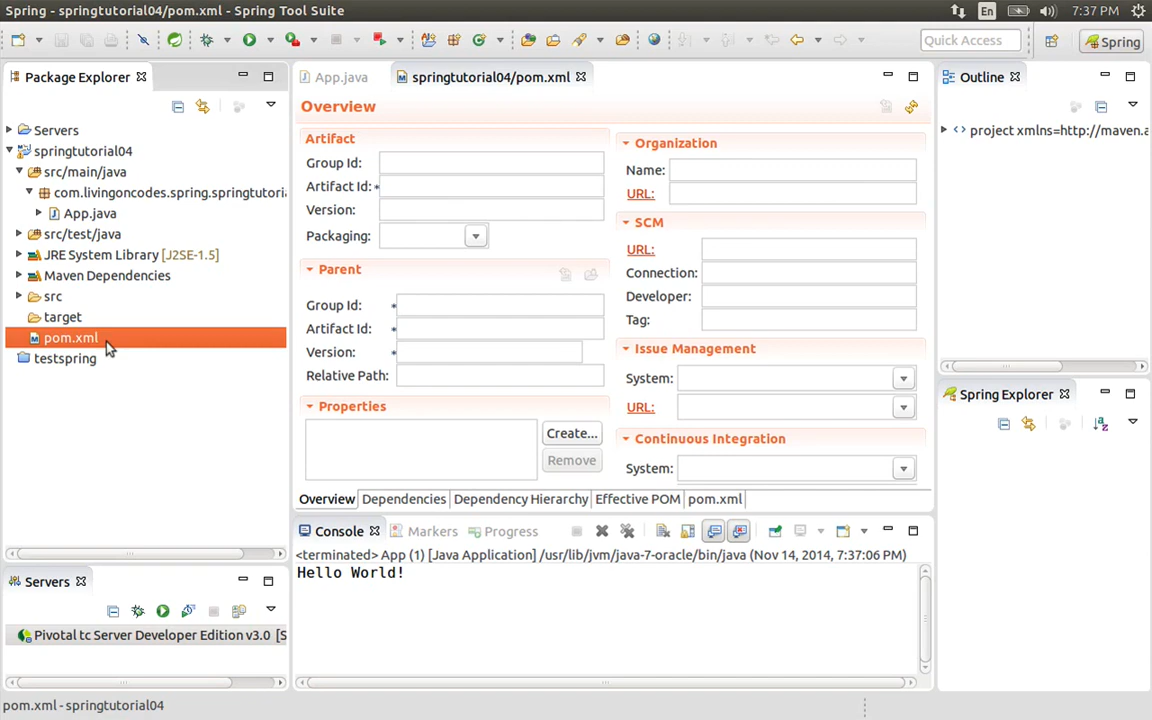 Spring - springtutorial04/pom.xml - Spring Tool Suite
En
7:37 PM
Quick Access
Spring
Package Explorer
Servers
springtutorial04
src/main/java
com.livingoncodes.spring.springtutori
App.java
src/test/java
JRE System Library [J2SE-1.5]
Maven Dependencies
src
target
pom.xml
testspring
Servers
Pivotal tc Server Developer Edition v3.0 [S
App.java
springtutorial04/pom.xml
Overview
Artifact
Group Id:
Artifact Id:*
Version:
Packaging:
Parent
Group Id: *
Artifact Id: *
Version: *
Relative Path:
Properties
Create...
Remove
Organization
Name:
URL:
SCM
URL:
Connection:
Developer:
Tag:
Issue Management
System:
URL:
Continuous Integration
System:
Overview Dependencies Dependency Hierarchy Effective POM pom.xml
Console Markers Progress
<terminated> App (1) [Java Application] /usr/lib/jvm/java-7-oracle/bin/java (Nov 14, 2014, 7:37:06 PM)
Hello World!
Outline
project xmlns=http://maven.a
Spring Explorer
pom.xml - springtutorial04